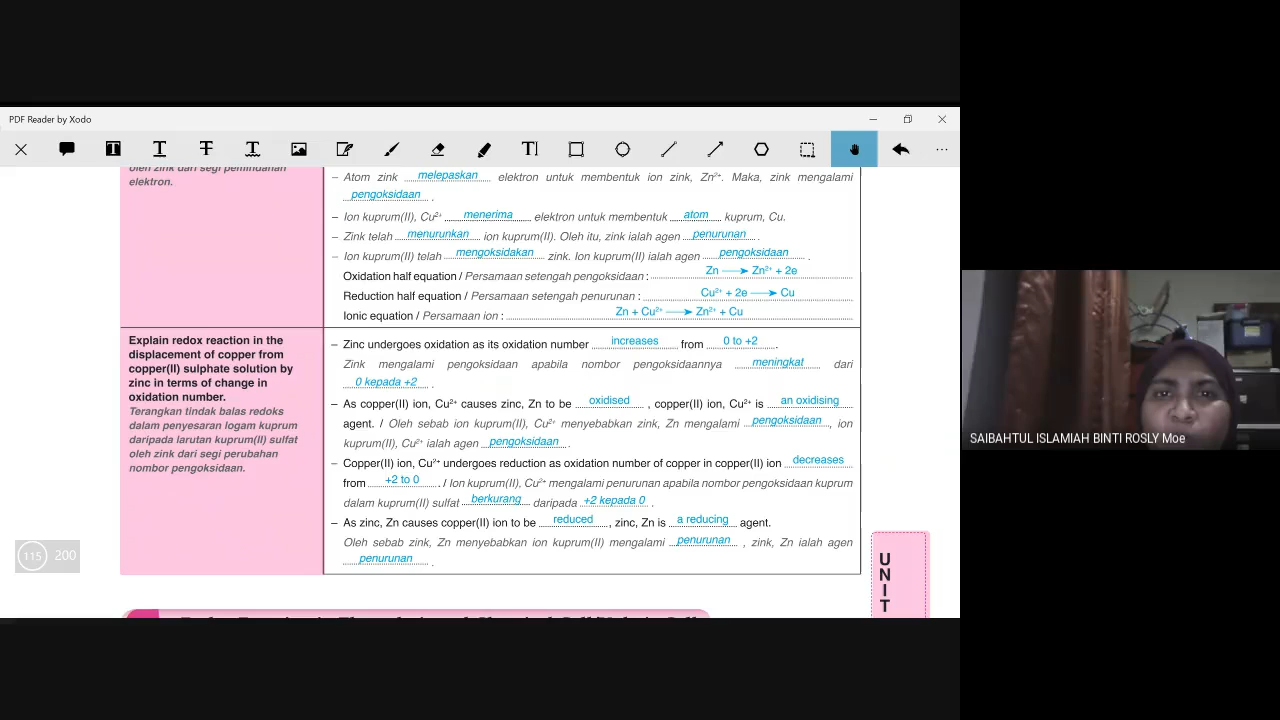 PDF Reader by Xodo
oleh zink dari segi pemindahan
elektron.
– Atom zink melepaskan elektron untuk membentuk ion zink, Zn²⁺. Maka, zink mengalami
pengoksidaan .
– Ion kuprum(II), Cu²⁺ menerima elektron untuk membentuk atom kuprum, Cu.
– Zink telah menurunkan ion kuprum(II). Oleh itu, zink ialah agen penurunan .
– Ion kuprum(II) telah mengoksidakan zink. Ion kuprum(II) ialah agen pengoksidaan .
Oxidation half equation / Persamaan setengah pengoksidaan : Zn ⟶ Zn²⁺ + 2e
Reduction half equation / Persamaan setengah penurunan : Cu²⁺ + 2e ⟶ Cu
Ionic equation / Persamaan ion : Zn + Cu²⁺ ⟶ Zn²⁺ + Cu
Explain redox reaction in the
displacement of copper from
copper(II) sulphate solution by
zinc in terms of change in
oxidation number.
Terangkan tindak balas redoks
dalam penyesaran logam kuprum
daripada larutan kuprum(II) sulfat
oleh zink dari segi perubahan
nombor pengoksidaan.
– Zinc undergoes oxidation as its oxidation number increases from 0 to +2 .
Zink mengalami pengoksidaan apabila nombor pengoksidaannya meningkat dari
0 kepada +2 .
– As copper(II) ion, Cu²⁺ causes zinc, Zn to be oxidised , copper(II) ion, Cu²⁺ is an oxidising
agent. / Oleh sebab ion kuprum(II), Cu²⁺ menyebabkan zink, Zn mengalami pengoksidaan , ion
kuprum(II), Cu²⁺ ialah agen pengoksidaan .
– Copper(II) ion, Cu²⁺ undergoes reduction as oxidation number of copper in copper(II) ion decreases
from +2 to 0 . / Ion kuprum(II), Cu²⁺ mengalami penurunan apabila nombor pengoksidaan kuprum
dalam kuprum(II) sulfat berkurang daripada +2 kepada 0 .
– As zinc, Zn causes copper(II) ion to be reduced , zinc, Zn is a reducing agent.
Oleh sebab zink, Zn menyebabkan ion kuprum(II) mengalami penurunan , zink, Zn ialah agen
penurunan .
115 200
UNIT
SAIBAHTUL ISLAMIAH BINTI ROSLY Moe